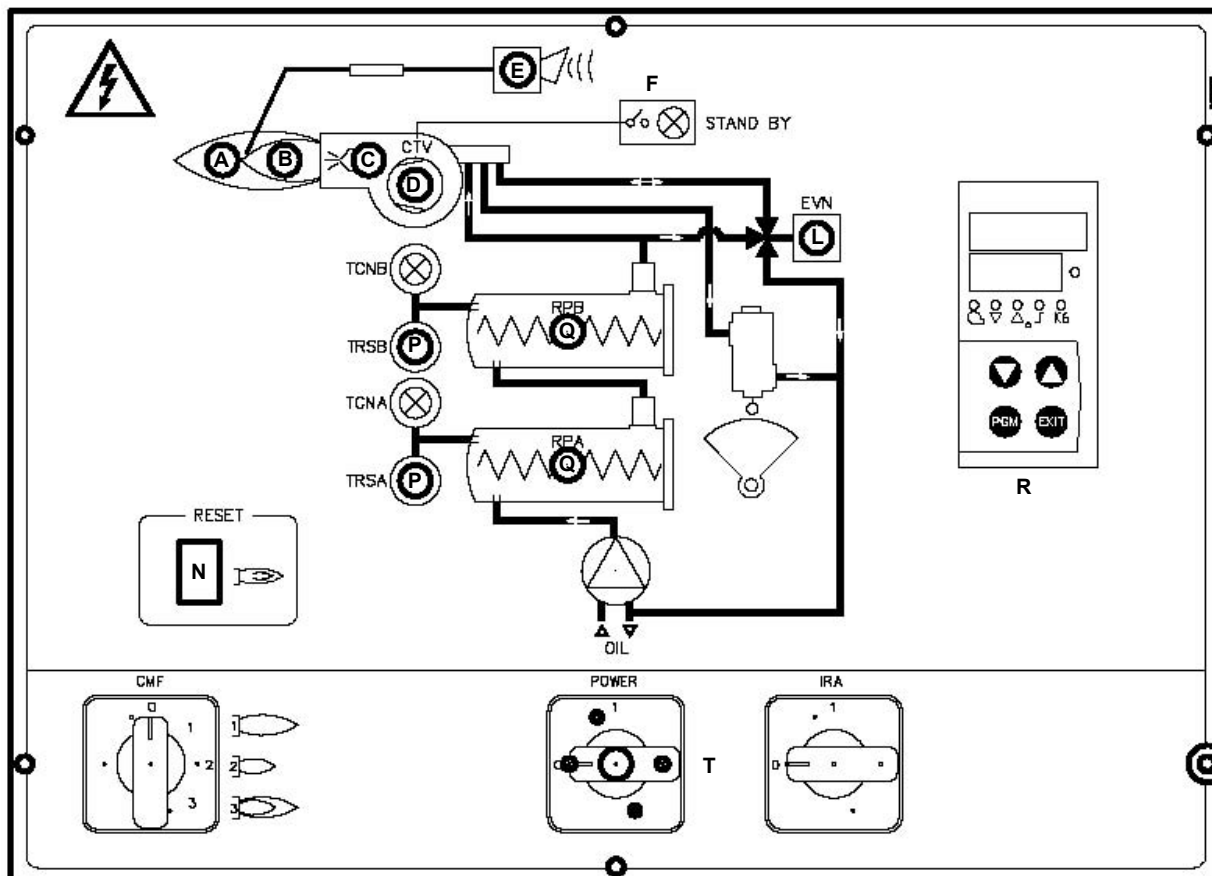 E
F
STAND BY
A
B
C
CTV
D
EVN
L
TCNB
RPB
Q
TRSB
P
TCNA
RPA
Q
TRSA
P
KG
PGM
EXIT
R
RESET
N
OIL
CMF
0
1
2
3
1
2
3
POWER
1
0
T
IRA
1
0